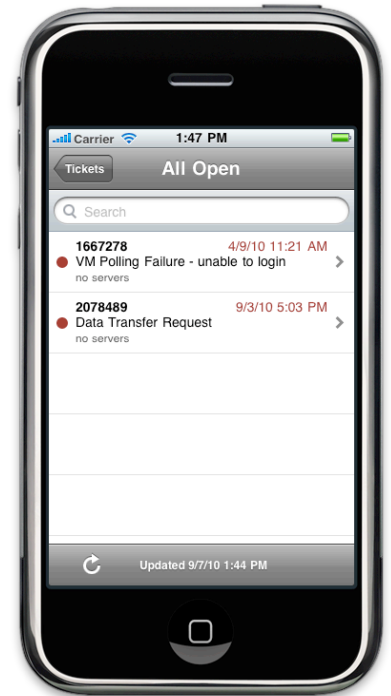 Carrier 1:47 PM
Tickets All Open
Search
1667278 4/9/10 11:21 AM
VM Polling Failure - unable to login
no servers
2078489 9/3/10 5:03 PM
Data Transfer Request
no servers
Updated 9/7/10 1:44 PM